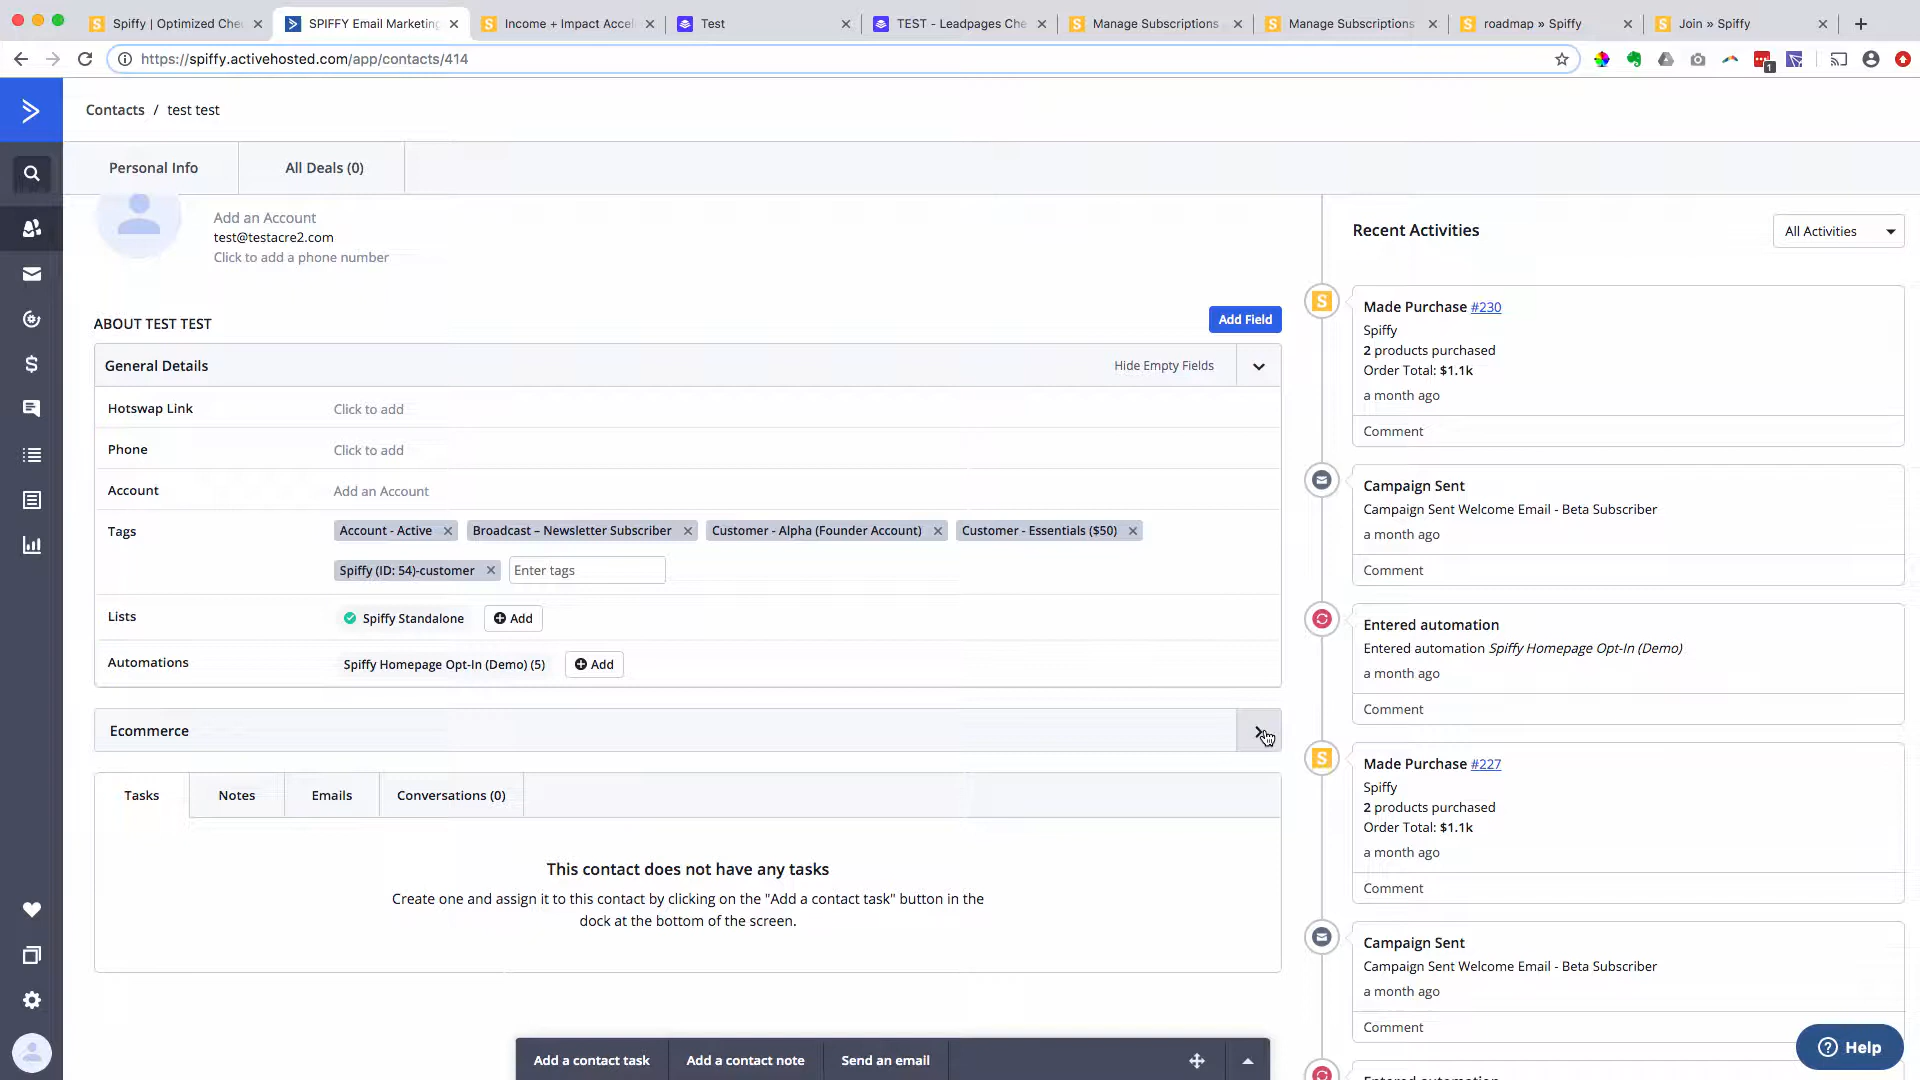 Spiffy | Optimized Che
SPIFFY Email Marketing
Income + Impact Accel
Test
TEST - Leadpages Che
Manage Subscriptions
Manage Subscriptions
roadmap » Spiffy
Join » Spiffy
https://spiffy.activehosted.com/app/contacts/414
1
Contacts / test test
Personal Info
All Deals (0)
Add an Account
test@testacre2.com
Click to add a phone number
ABOUT TEST TEST
Add Field
General Details
Hide Empty Fields
Hotswap Link
Click to add
Phone
Click to add
Account
Add an Account
Tags
Account - Active
Broadcast – Newsletter Subscriber
Customer - Alpha (Founder Account)
Customer - Essentials ($50)
Spiffy (ID: 54)-customer
Enter tags
Lists
Spiffy Standalone
Add
Automations
Spiffy Homepage Opt-In (Demo) (5)
Add
Ecommerce
Tasks
Notes
Emails
Conversations (0)
This contact does not have any tasks
Create one and assign it to this contact by clicking on the "Add a contact task" button in the
dock at the bottom of the screen.
Add a contact task
Add a contact note
Send an email
Recent Activities
All Activities
S
Made Purchase #230
Spiffy
2 products purchased
Order Total: $1.1k
a month ago
Comment
Campaign Sent
Campaign Sent Welcome Email - Beta Subscriber
a month ago
Comment
Entered automation
Entered automation Spiffy Homepage Opt-In (Demo)
a month ago
Comment
S
Made Purchase #227
Spiffy
2 products purchased
Order Total: $1.1k
a month ago
Comment
Campaign Sent
Campaign Sent Welcome Email - Beta Subscriber
a month ago
Comment
Entered automation
Help